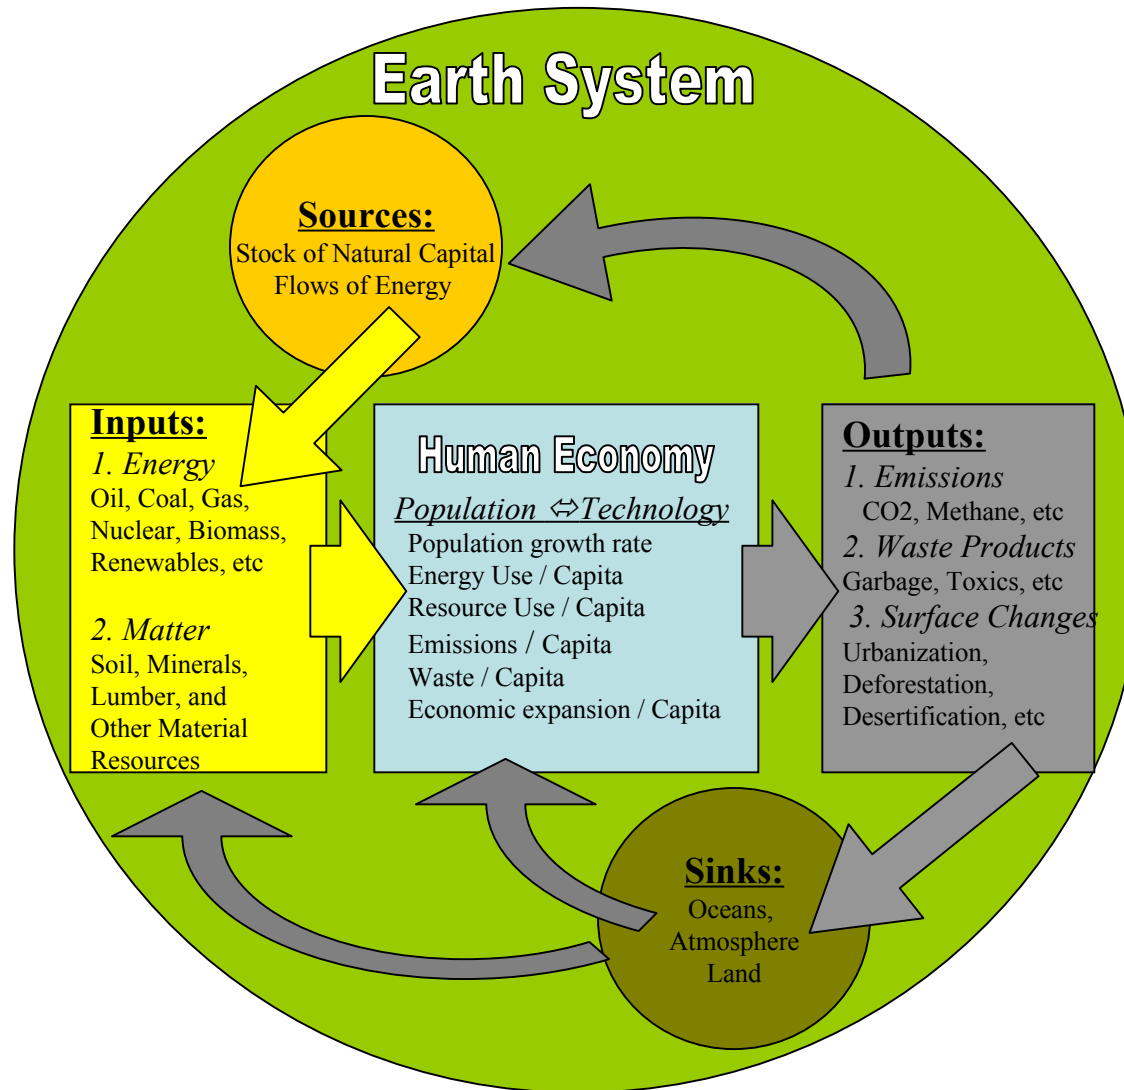 Earth System
Sources:
Stock of Natural Capital
Flows of Energy
Inputs:
1. Energy
Oil, Coal, Gas,
Nuclear, Biomass,
Renewables, etc
2. Matter
Soil, Minerals,
Lumber, and
Other Material
Resources
Human Economy
Population ⬄Technology
Population growth rate
Energy Use / Capita
Resource Use / Capita
Emissions / Capita
Waste / Capita
Economic expansion / Capita
Outputs:
1. Emissions
CO2, Methane, etc
2. Waste Products
Garbage, Toxics, etc
3. Surface Changes
Urbanization,
Deforestation,
Desertification, etc
Sinks:
Oceans,
Atmosphere
Land